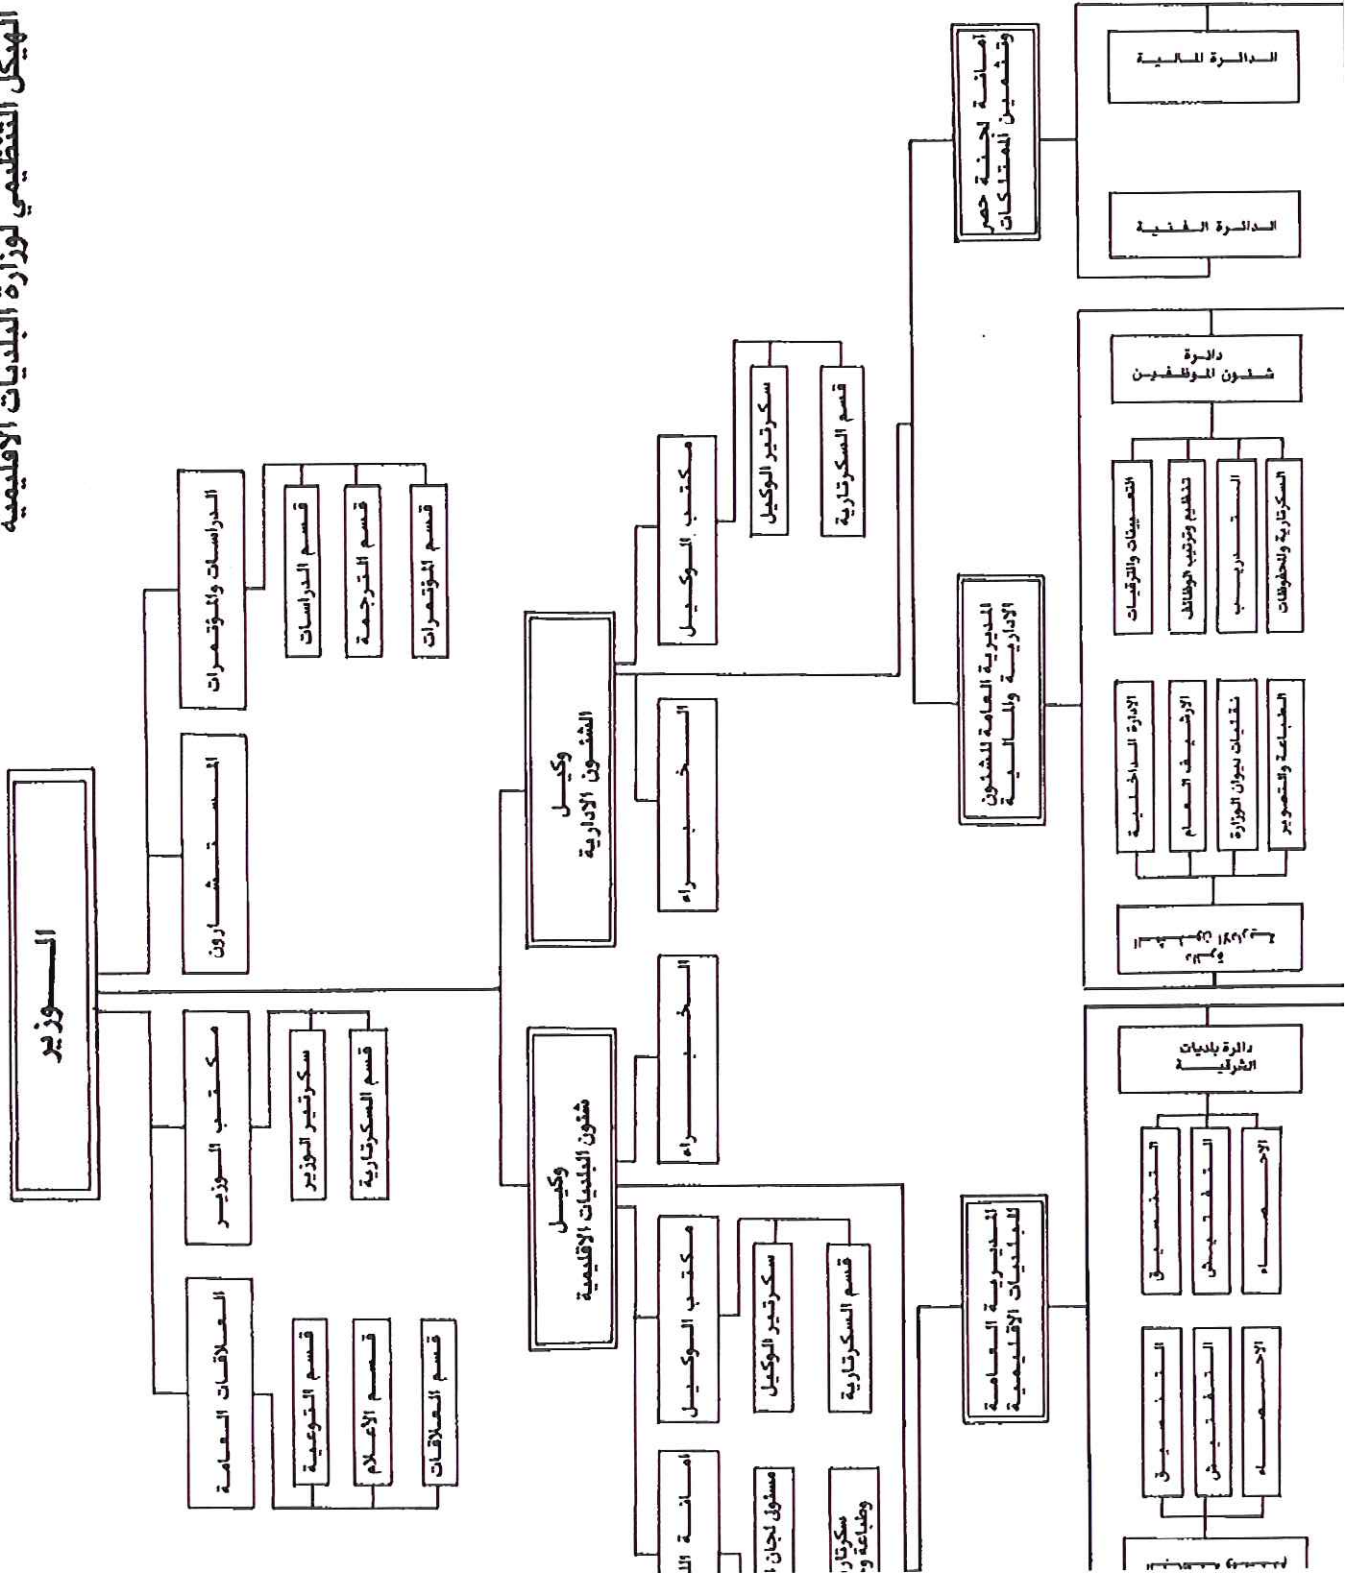 الهيكل التنظيمي لوزارة البلديات الاقليمية
الــوزير
الدراسات والمؤتمرات
قسم الدراسات
قسم الترجمة
قسم المؤتمرات
المستشارون
مكتب الوزير
سكرتير الوزير
قسم السكرتارية
العلاقات العامة
قسم التوعية
قسم الأعلام
قسم العلاقات
وكيل
الشئون الادارية
مكتب الوكيل
سكرتير الوكيل
قسم السكرتارية
الخبراء
وكيل
شئون البلديات الاقليمية
الخبراء
مكتب الوكيل
سكرتير الوكيل
قسم السكرتارية
امانة
مسئول لجان
وطباعة
امانة لجنة حصر
وتثمين الممتلكات
الدائرة المالية
الدائرة الفنية
المديرية العامة للشئون
الادارية والمالية
دائرة
شئون الموظفين
التعيينات والترقيات
تنظيم وترتيب الوظائف
التدريب
السكرتارية والمحفوظات
الادارة الداخلية
الارشيف العام
نقليات ديوان الوزارة
الطباعة والتصوير
المديرية العامة
للبلديات الاقليمية
دائرة بلديات
الشرقية
التنسيق
التفتيش
الاحصاء
التنسيق
التفتيش
الاحصاء